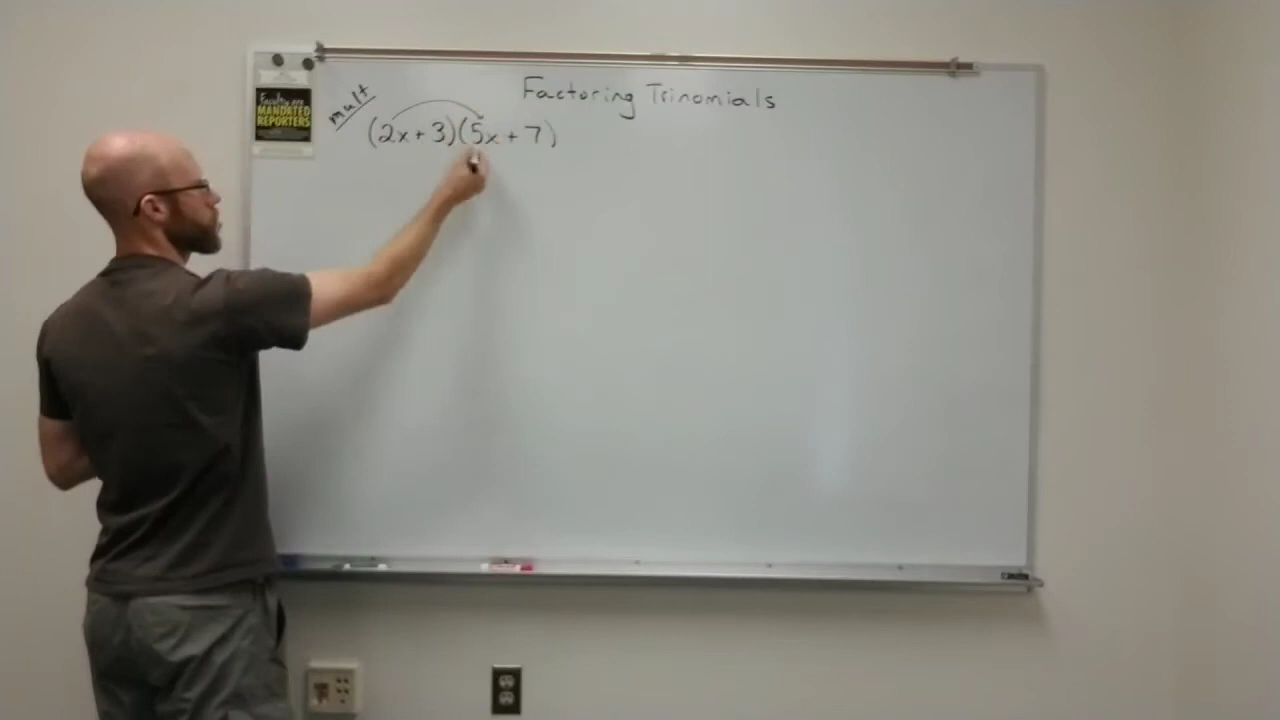 Factoring Trinomials
mult
(2x + 3)(5x + 7)
Faculty are
MANDATED
REPORTERS